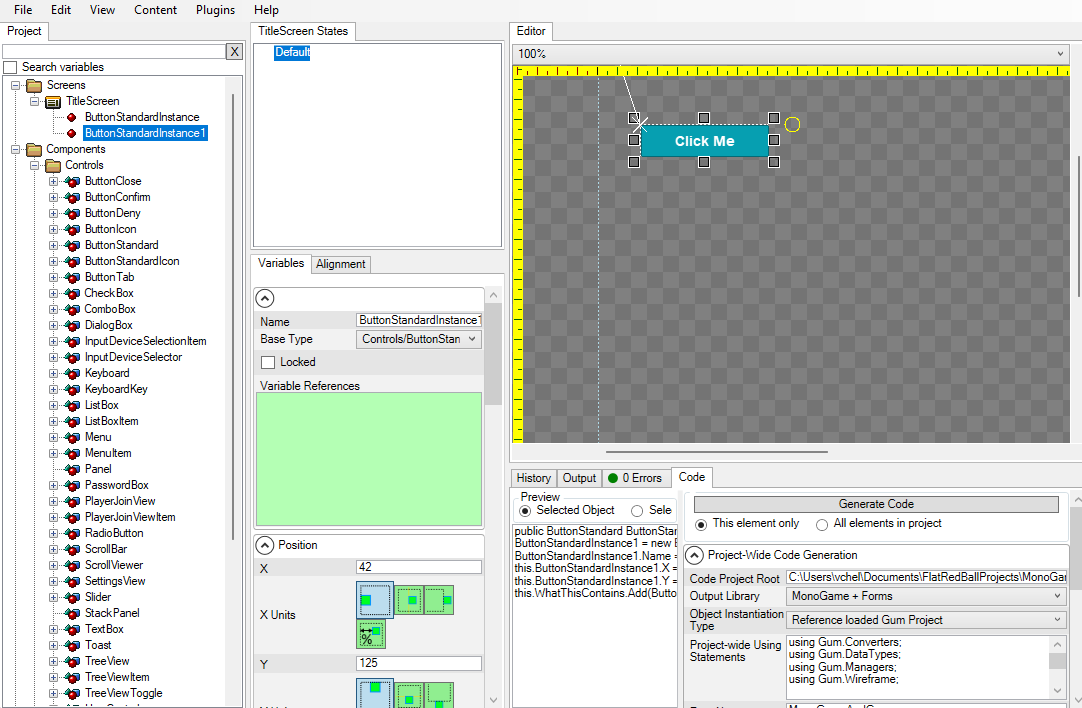 File Edit View Content Plugins Help
Project
X
Search variables
Screens
TitleScreen
ButtonStandardInstance
ButtonStandardInstance1
Components
Controls
ButtonClose
ButtonConfirm
ButtonDeny
ButtonIcon
ButtonStandard
ButtonStandardIcon
ButtonTab
CheckBox
ComboBox
DialogBox
InputDeviceSelectionItem
InputDeviceSelector
Keyboard
KeyboardKey
ListBox
ListBoxItem
Menu
MenuItem
Panel
PasswordBox
PlayerJoinView
PlayerJoinViewItem
RadioButton
ScrollBar
ScrollViewer
SettingsView
Slider
StackPanel
TextBox
Toast
TreeView
TreeViewItem
TreeViewToggle
TitleScreen States
Default
Variables Alignment
Name ButtonStandardInstance1
Base Type Controls/ButtonStan
Locked
Variable References
Position
X 42
X Units
%
Y 125
Editor
100%
Click Me
History Output 0 Errors Code
Preview
Selected Object Sele
public ButtonStandard ButtonStan
ButtonStandardInstance1 = new
ButtonStandardInstance1.Name =
this.ButtonStandardInstance1.X =
this.ButtonStandardInstance1.Y =
this.WhatThisContains.Add(Butto
Generate Code
This element only All elements in project
Project-Wide Code Generation
Code Project Root C:\Users\vchel\Documents\FlatRedBallProjects\MonoGam
Output Library MonoGame + Forms
Object Instantiation
Type Reference loaded Gum Project
Project-wide Using
Statements
using Gum.Converters;
using Gum.DataTypes;
using Gum.Managers;
using Gum.Wireframe;